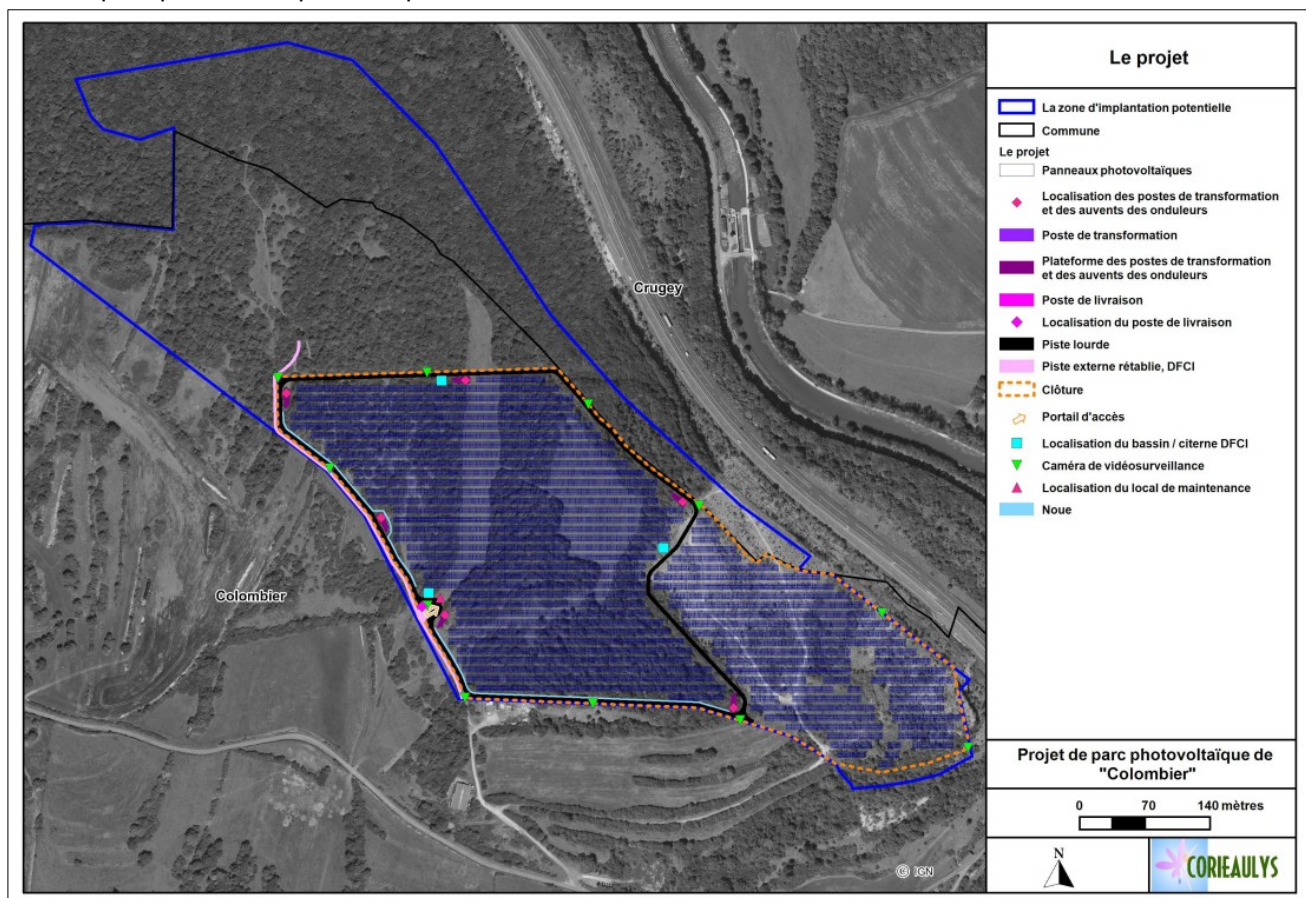 Le projet
La zone d'implantation potentielle
Commune
Le projet
Panneaux photovoltaïques
Localisation des postes de transformation
et des auvents des onduleurs
Poste de transformation
Plateforme des postes de transformation
et des auvents des onduleurs
Poste de livraison
Localisation du poste de livraison
Piste lourde
Piste externe rétablie, DFCI
Clôture
Portail d'accès
Localisation du bassin / citerne DFCI
Caméra de vidéosurveillance
Localisation du local de maintenance
Noue
Crugey
Colombier
© IGN
Projet de parc photovoltaïque de
"Colombier"
0 70 140 mètres
N
CORIEAULYS